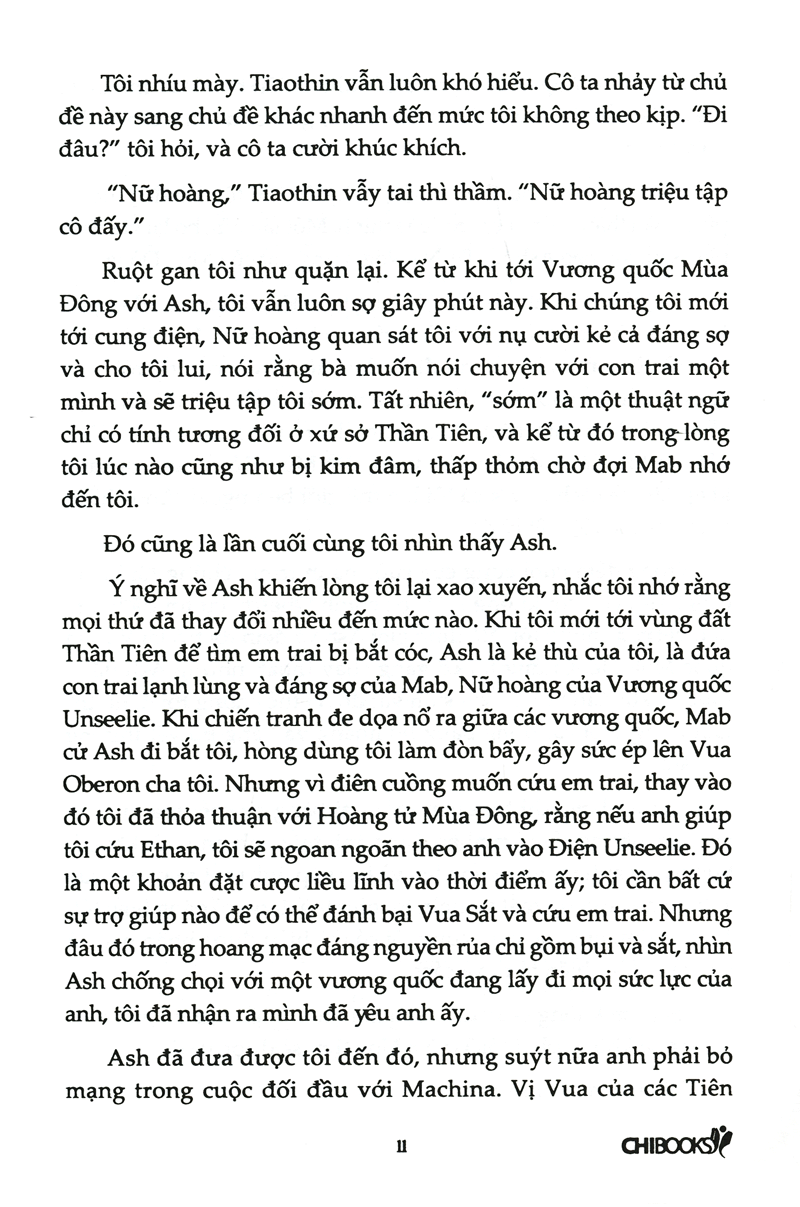 Tôi nhíu mày. Tiaothin vẫn luôn khó hiểu. Cô ta nhảy từ chủ
đề này sang chủ đề khác nhanh đến mức tôi không theo kịp. “Đi
đâu?” tôi hỏi, và cô ta cười khúc khích.
“Nữ hoàng,” Tiaothin vẫy tai thì thầm. “Nữ hoàng triệu tập
cô đấy.”
Ruột gan tôi như quặn lại. Kể từ khi tới Vương quốc Mùa
Đông với Ash, tôi vẫn luôn sợ giây phút này. Khi chúng tôi mới
tới cung điện, Nữ hoàng quan sát tôi với nụ cười kẻ cả đáng sợ
và cho tôi lui, nói rằng bà muốn nói chuyện với con trai một
mình và sẽ triệu tập tôi sớm. Tất nhiên, “sớm” là một thuật ngữ
chỉ có tính tương đối ở xứ sở Thần Tiên, và kể từ đó trong lòng
tôi lúc nào cũng như bị kim đâm, thấp thỏm chờ đợi Mab nhớ
đến tôi.
Đó cũng là lần cuối cùng tôi nhìn thấy Ash.
Ý nghĩ về Ash khiến lòng tôi lại xao xuyến, nhắc tôi nhớ rằng
mọi thứ đã thay đổi nhiều đến mức nào. Khi tôi mới tới vùng đất
Thần Tiên để tìm em trai bị bắt cóc, Ash là kẻ thù của tôi, là đứa
con trai lạnh lùng và đáng sợ của Mab, Nữ hoàng của Vương quốc
Unseelie. Khi chiến tranh đe dọa nổ ra giữa các vương quốc, Mab
cử Ash đi bắt tôi, hòng dùng tôi làm đòn bẩy, gây sức ép lên Vua
Oberon cha tôi. Nhưng vì điên cuồng muốn cứu em trai, thay vào
đó tôi đã thỏa thuận với Hoàng tử Mùa Đông, rằng nếu anh giúp
tôi cứu Ethan, tôi sẽ ngoan ngoãn theo anh vào Điện Unseelie. Đó
là một khoản đặt cược liều lĩnh vào thời điểm ấy; tôi cần bất cứ
sự trợ giúp nào để có thể đánh bại Vua Sắt và cứu em trai. Nhưng
đâu đó trong hoang mạc đáng nguyền rủa chỉ gồm bụi và sắt, nhìn
Ash chống chọi với một vương quốc đang lấy đi mọi sức lực của
anh, tôi đã nhận ra mình đã yêu anh ấy.
Ash đã đưa được tôi đến đó, nhưng suýt nữa anh phải bỏ
mạng trong cuộc đối đầu với Machina. Vị Vua của các Tiên
11
CHIBOOKS